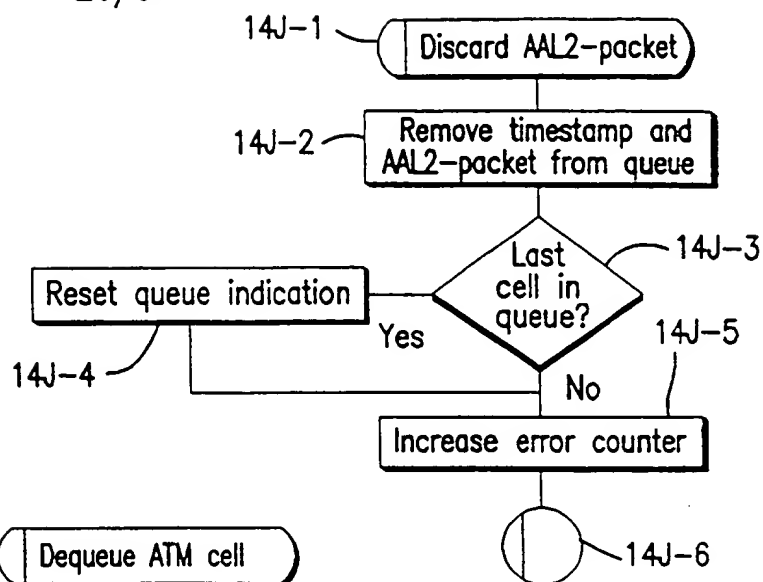 14J-1
Discard AAL2-packet
14J-2
Remove timestamp and
AAL2-packet from queue
Last
cell in
queue?
14J-3
Reset queue indication
Yes
14J-4
14J-5
No
Increase error counter
14J-6
Dequeue ATM cell